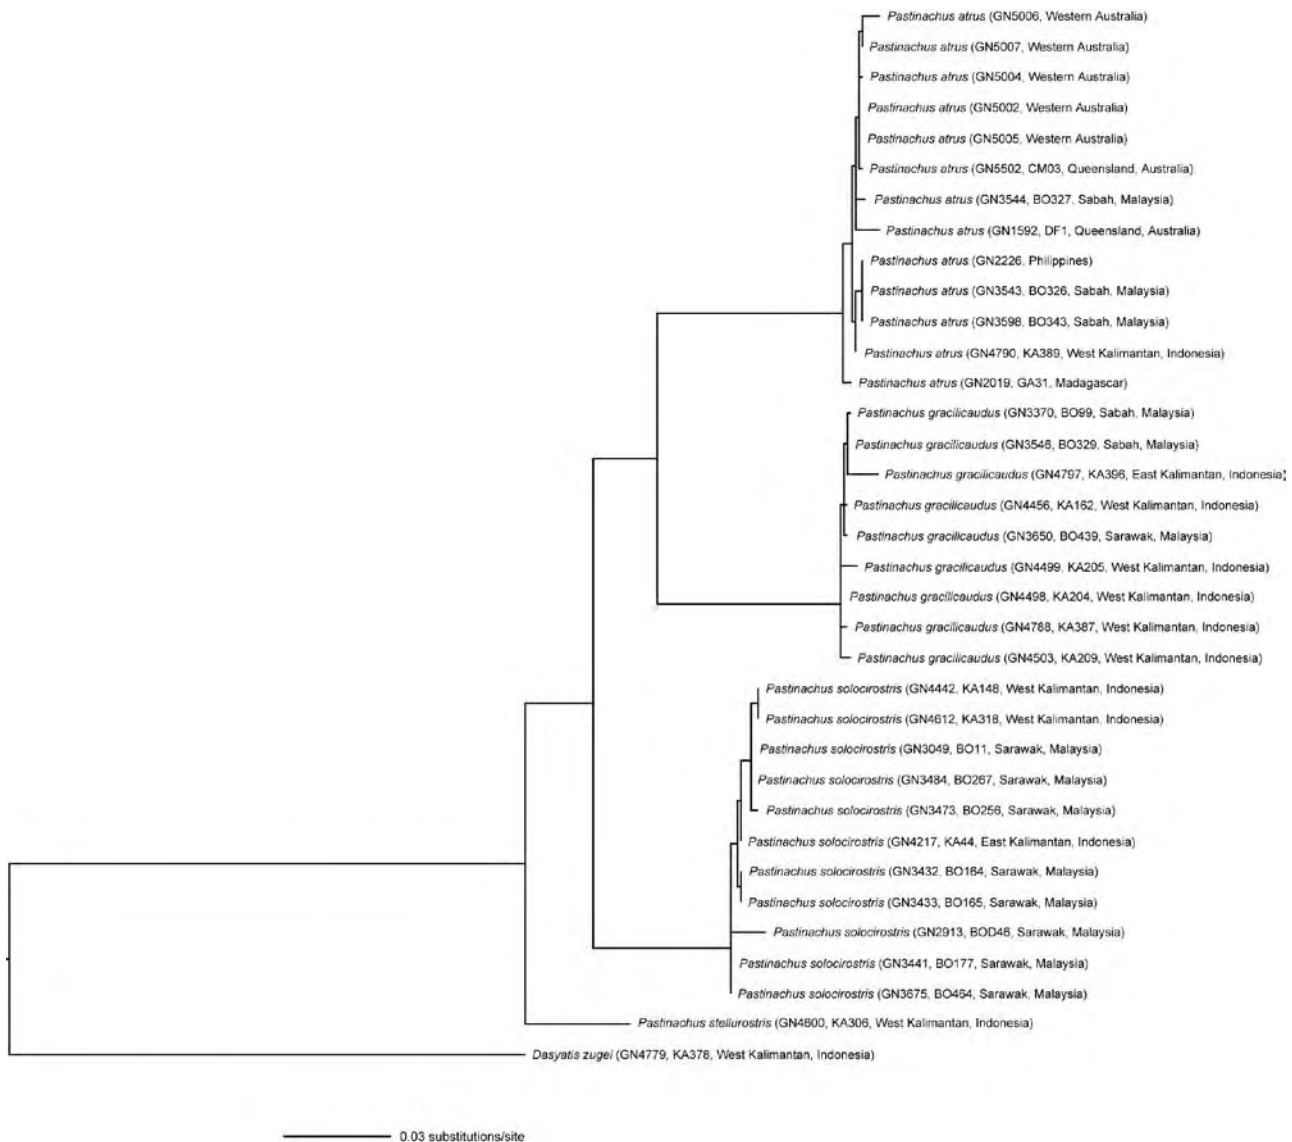 Pastinachus atrus (GN5006, Western Australia)
Pastinachus atrus (GN5007, Western Australia)
Pastinachus atrus (GN5004, Western Australia)
Pastinachus atrus (GN5002, Western Australia)
Pastinachus atrus (GN5005, Western Australia)
Pastinachus atrus (GN5502, CM03, Queensland, Australia)
Pastinachus atrus (GN3544, BO327, Sabah, Malaysia)
Pastinachus atrus (GN1592, DF1, Queensland, Australia)
Pastinachus atrus (GN2226, Philippines)
Pastinachus atrus (GN3543, BO326, Sabah, Malaysia)
Pastinachus atrus (GN3598, BO343, Sabah, Malaysia)
Pastinachus atrus (GN4790, KA389, West Kalimantan, Indonesia)
Pastinachus atrus (GN2019, GA31, Madagascar)
Pastinachus gracilicaudus (GN3370, BO99, Sabah, Malaysia)
Pastinachus gracilicaudus (GN3546, BO329, Sabah, Malaysia)
Pastinachus gracilicaudus (GN4797, KA396, East Kalimantan, Indonesia)
Pastinachus gracilicaudus (GN4456, KA162, West Kalimantan, Indonesia)
Pastinachus gracilicaudus (GN3650, BO439, Sarawak, Malaysia)
Pastinachus gracilicaudus (GN4499, KA205, West Kalimantan, Indonesia)
Pastinachus gracilicaudus (GN4498, KA204, West Kalimantan, Indonesia)
Pastinachus gracilicaudus (GN4788, KA387, West Kalimantan, Indonesia)
Pastinachus gracilicaudus (GN4503, KA209, West Kalimantan, Indonesia)
Pastinachus solocirostris (GN4442, KA148, West Kalimantan, Indonesia)
Pastinachus solocirostris (GN4612, KA318, West Kalimantan, Indonesia)
Pastinachus solocirostris (GN3049, BO11, Sarawak, Malaysia)
Pastinachus solocirostris (GN3484, BO267, Sarawak, Malaysia)
Pastinachus solocirostris (GN3473, BO256, Sarawak, Malaysia)
Pastinachus solocirostris (GN4217, KA44, East Kalimantan, Indonesia)
Pastinachus solocirostris (GN3432, BO164, Sarawak, Malaysia)
Pastinachus solocirostris (GN3433, BO165, Sarawak, Malaysia)
Pastinachus solocirostris (GN2913, BOD46, Sarawak, Malaysia)
Pastinachus solocirostris (GN3441, BO177, Sarawak, Malaysia)
Pastinachus solocirostris (GN3675, BO464, Sarawak, Malaysia)
Pastinachus stellurostris (GN4600, KA306, West Kalimantan, Indonesia)
Dasyatis zugei (GN4779, KA378, West Kalimantan, Indonesia)
0.03 substitutions/site